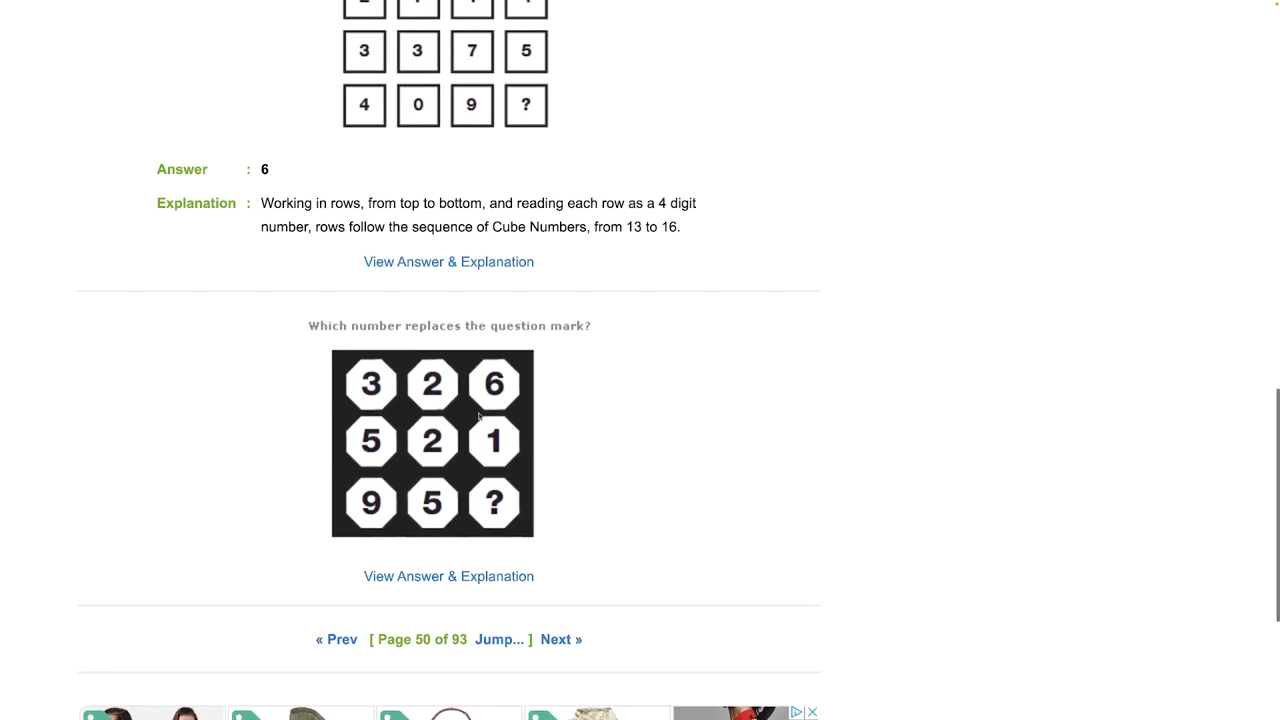 3 3 7 5
4 0 9 ?
Answer : 6
Explanation : Working in rows, from top to bottom, and reading each row as a 4 digit
number, rows follow the sequence of Cube Numbers, from 13 to 16.
View Answer & Explanation
Which number replaces the question mark?
3 2 6
5 2 1
9 5 ?
View Answer & Explanation
« Prev [ Page 50 of 93 Jump... ] Next »